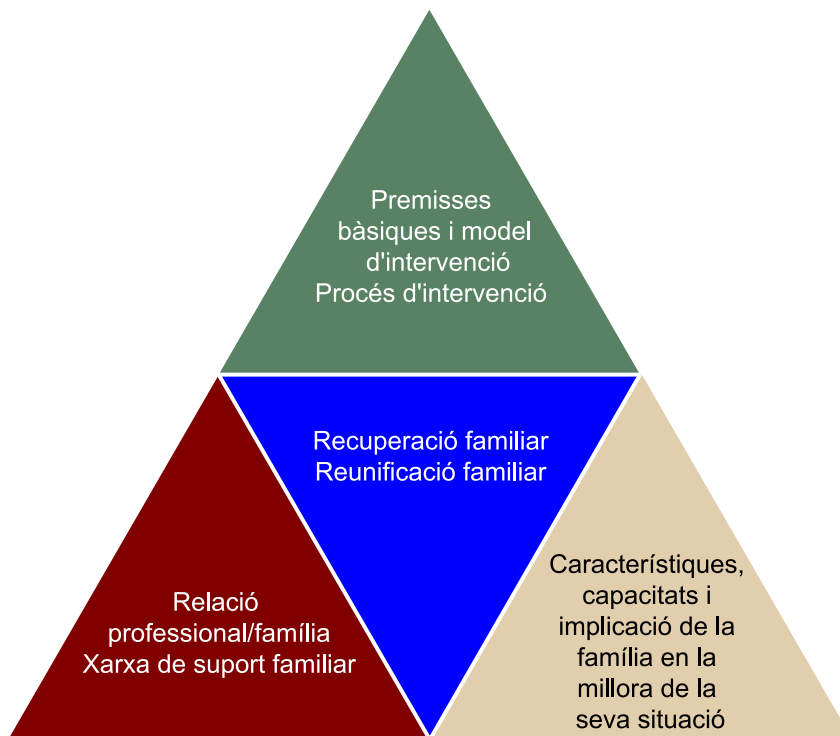 Premisses
bàsiques i model
d'intervenció
Procés d'intervenció
Recuperació familiar
Reunificació familiar
Relació
professional/família
Xarxa de suport familiar
Característiques,
capacitats i
implicació de la
família en la
millora de la
seva situació